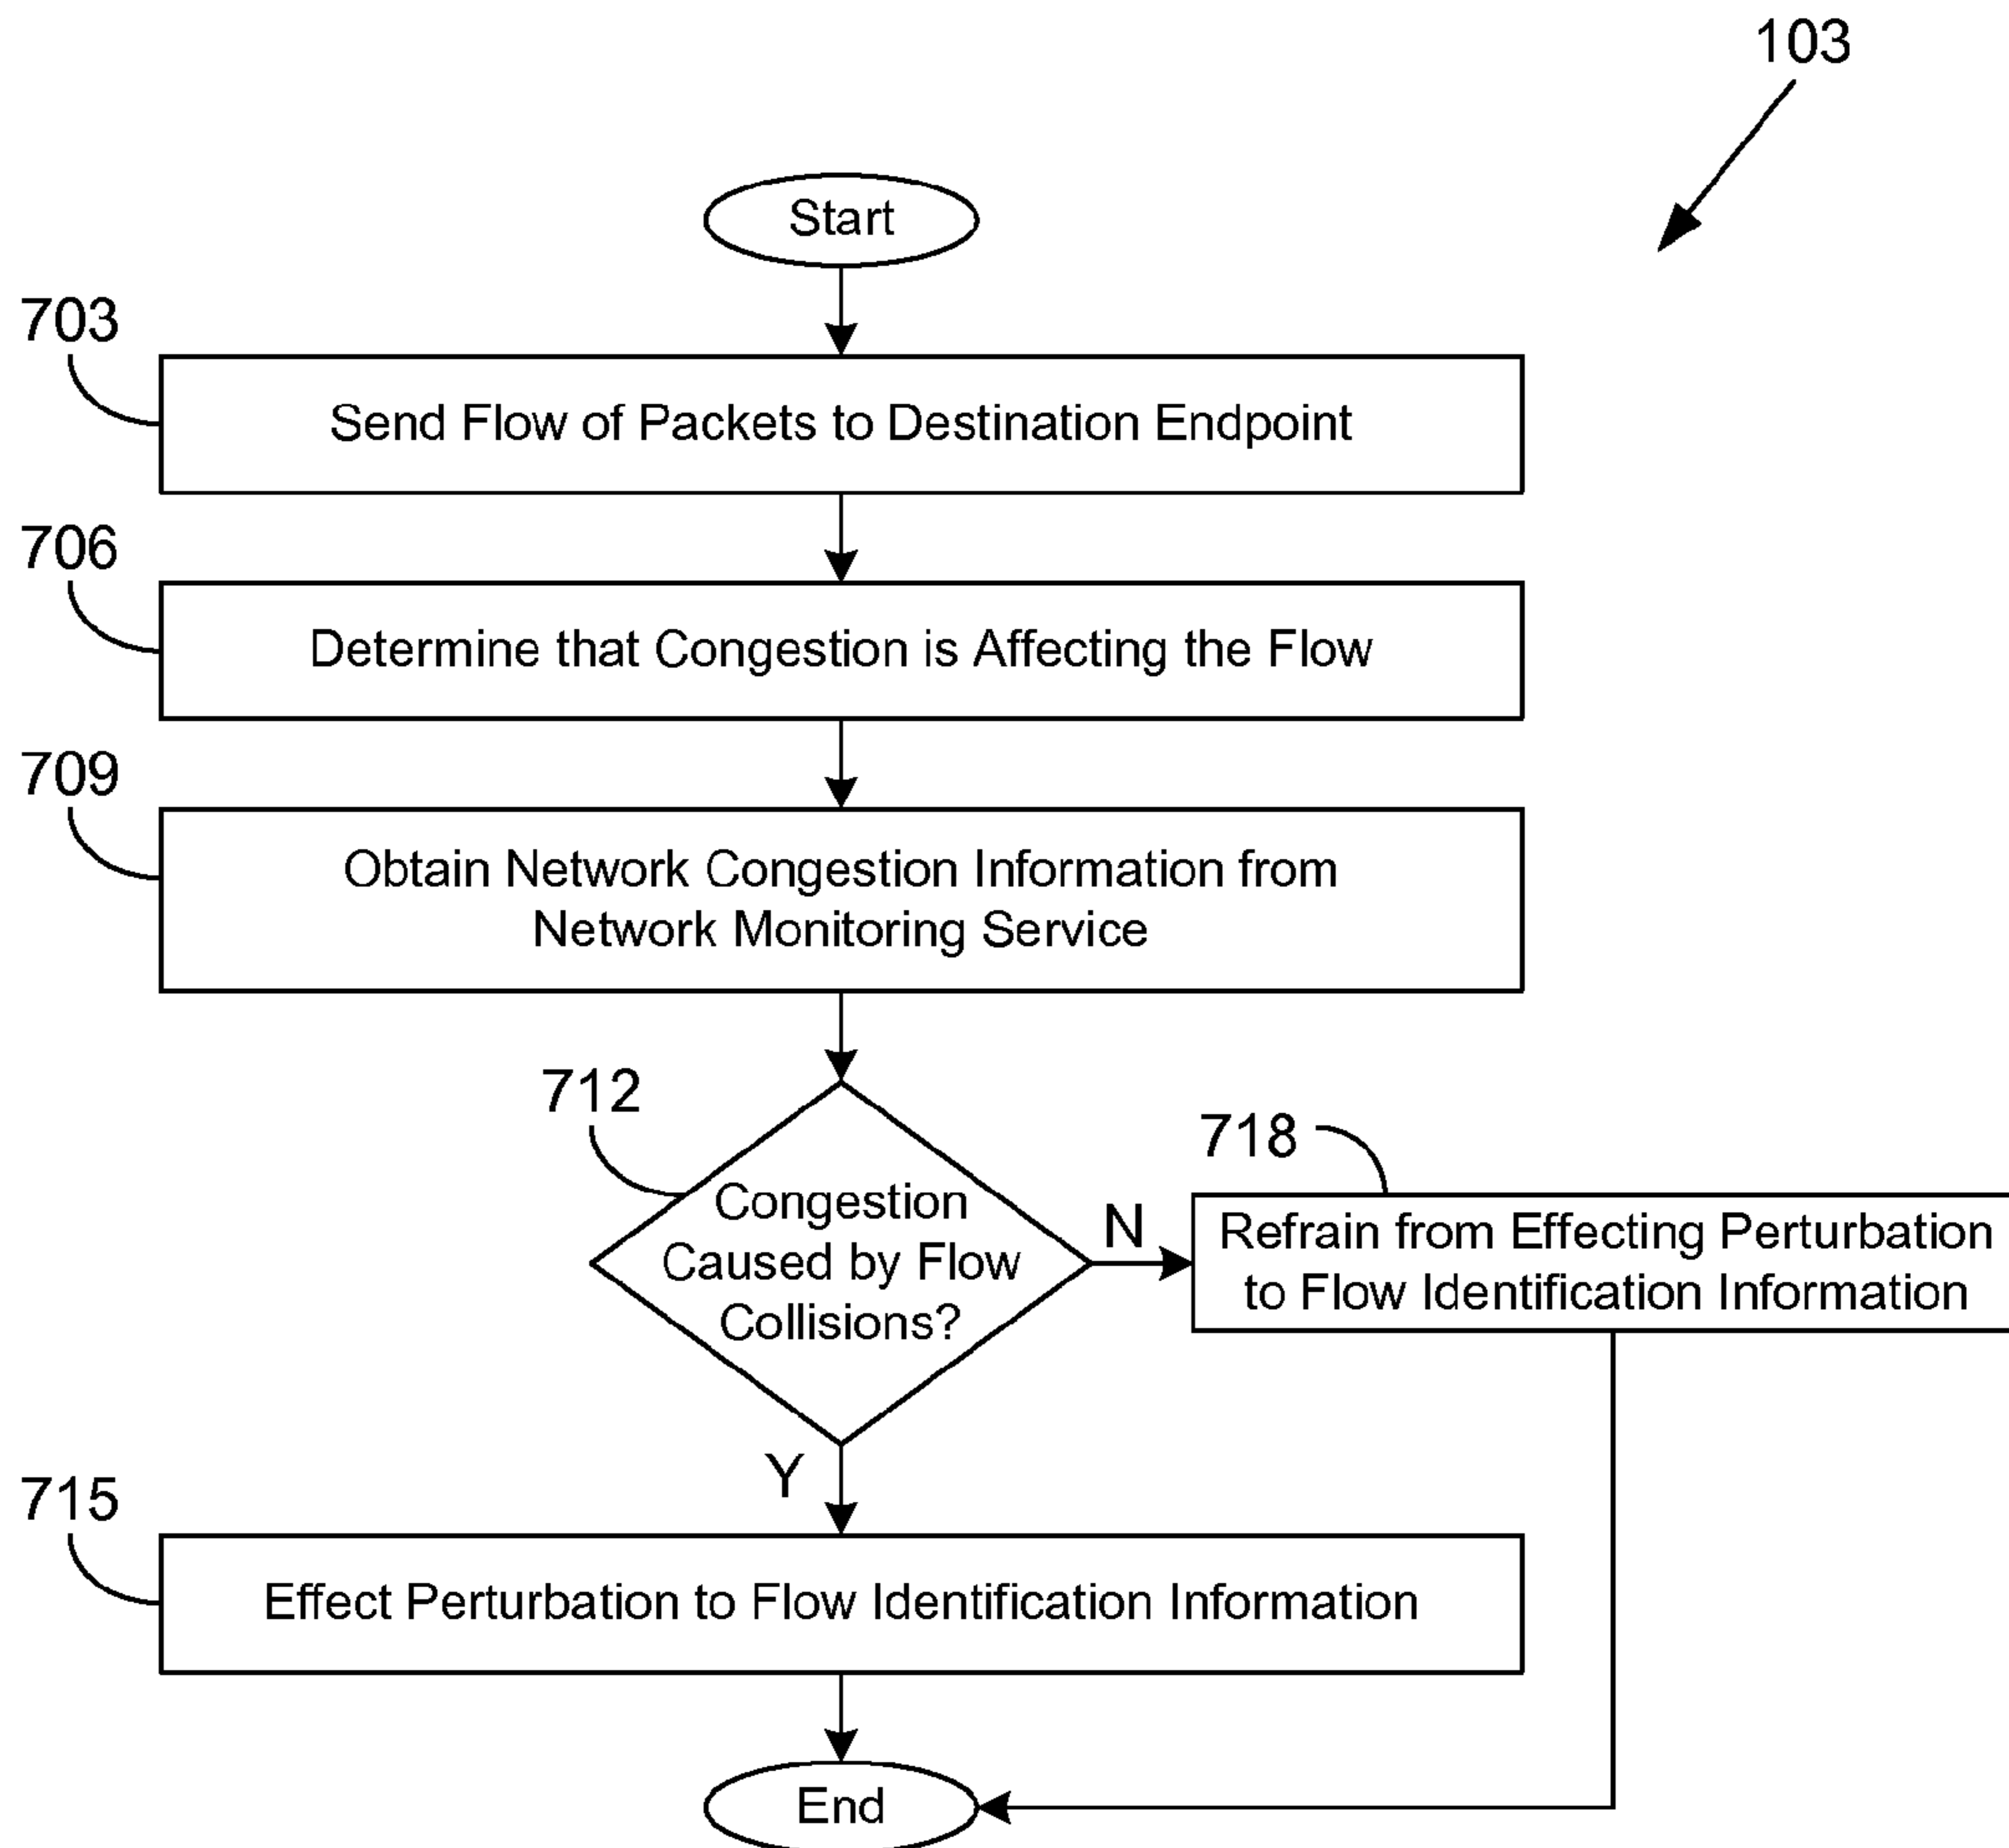 103
Start
703
Send Flow of Packets to Destination Endpoint
706
Determine that Congestion is Affecting the Flow
709
Obtain Network Congestion Information from
Network Monitoring Service
712
Congestion
Caused by Flow
Collisions?
N
718
Refrain from Effecting Perturbation
to Flow Identification Information
Y
715
Effect Perturbation to Flow Identification Information
End